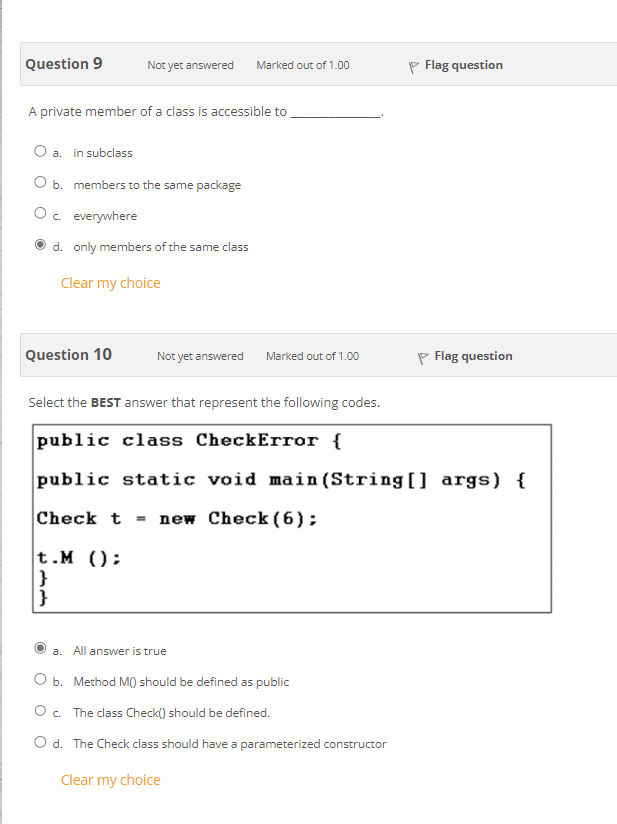 Question 9 Not yet answered Marked out of 1.00 Flag question
A private member of a class is accessible to ________________.
a. in subclass
b. members to the same package
c. everywhere
d. only members of the same class
Clear my choice
Question 10 Not yet answered Marked out of 1.00 Flag question
Select the BEST answer that represent the following codes.
public class CheckError {
public static void main(String[] args) {
Check t = new Check(6);
t.M ();
}
}
a. All answer is true
b. Method M() should be defined as public
c. The class Check() should be defined.
d. The Check class should have a parameterized constructor
Clear my choice